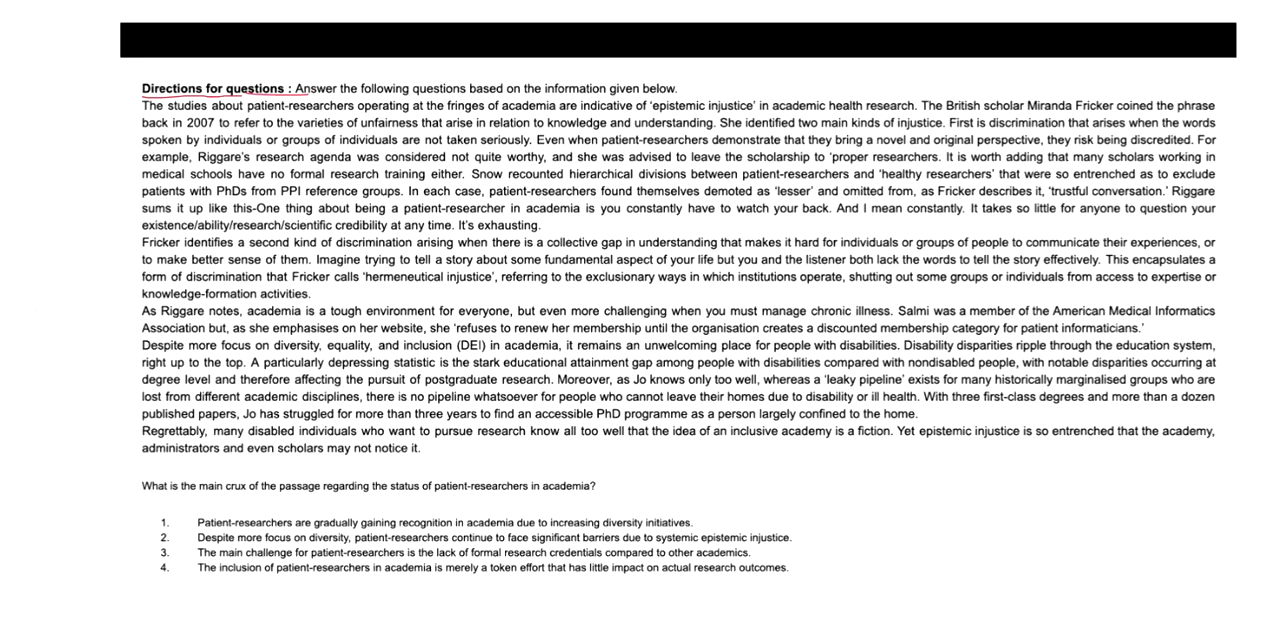 Directions for questions : Answer the following questions based on the information given below.
The studies about patient-researchers operating at the fringes of academia are indicative of ‘epistemic injustice’ in academic health research. The British scholar Miranda Fricker coined the phrase
back in 2007 to refer to the varieties of unfairness that arise in relation to knowledge and understanding. She identified two main kinds of injustice. First is discrimination that arises when the words
spoken by individuals or groups of individuals are not taken seriously. Even when patient-researchers demonstrate that they bring a novel and original perspective, they risk being discredited. For
example, Riggare’s research agenda was considered not quite worthy, and she was advised to leave the scholarship to ‘proper researchers. It is worth adding that many scholars working in
medical schools have no formal research training either. Snow recounted hierarchical divisions between patient-researchers and ‘healthy researchers’ that were so entrenched as to exclude
patients with PhDs from PPI reference groups. In each case, patient-researchers found themselves demoted as ‘lesser’ and omitted from, as Fricker describes it, ‘trustful conversation.’ Riggare
sums it up like this-One thing about being a patient-researcher in academia is you constantly have to watch your back. And I mean constantly. It takes so little for anyone to question your
existence/ability/research/scientific credibility at any time. It’s exhausting.
Fricker identifies a second kind of discrimination arising when there is a collective gap in understanding that makes it hard for individuals or groups of people to communicate their experiences, or
to make better sense of them. Imagine trying to tell a story about some fundamental aspect of your life but you and the listener both lack the words to tell the story effectively. This encapsulates a
form of discrimination that Fricker calls ‘hermeneutical injustice’, referring to the exclusionary ways in which institutions operate, shutting out some groups or individuals from access to expertise or
knowledge-formation activities.
As Riggare notes, academia is a tough environment for everyone, but even more challenging when you must manage chronic illness. Salmi was a member of the American Medical Informatics
Association but, as she emphasises on her website, she ‘refuses to renew her membership until the organisation creates a discounted membership category for patient informaticians.’
Despite more focus on diversity, equality, and inclusion (DEI) in academia, it remains an unwelcoming place for people with disabilities. Disability disparities ripple through the education system,
right up to the top. A particularly depressing statistic is the stark educational attainment gap among people with disabilities compared with nondisabled people, with notable disparities occurring at
degree level and therefore affecting the pursuit of postgraduate research. Moreover, as Jo knows only too well, whereas a ‘leaky pipeline’ exists for many historically marginalised groups who are
lost from different academic disciplines, there is no pipeline whatsoever for people who cannot leave their homes due to disability or ill health. With three first-class degrees and more than a dozen
published papers, Jo has struggled for more than three years to find an accessible PhD programme as a person largely confined to the home.
Regrettably, many disabled individuals who want to pursue research know all too well that the idea of an inclusive academy is a fiction. Yet epistemic injustice is so entrenched that the academy,
administrators and even scholars may not notice it.
What is the main crux of the passage regarding the status of patient-researchers in academia?
1. Patient-researchers are gradually gaining recognition in academia due to increasing diversity initiatives.
2. Despite more focus on diversity, patient-researchers continue to face significant barriers due to systemic epistemic injustice.
3. The main challenge for patient-researchers is the lack of formal research credentials compared to other academics.
4. The inclusion of patient-researchers in academia is merely a token effort that has little impact on actual research outcomes.